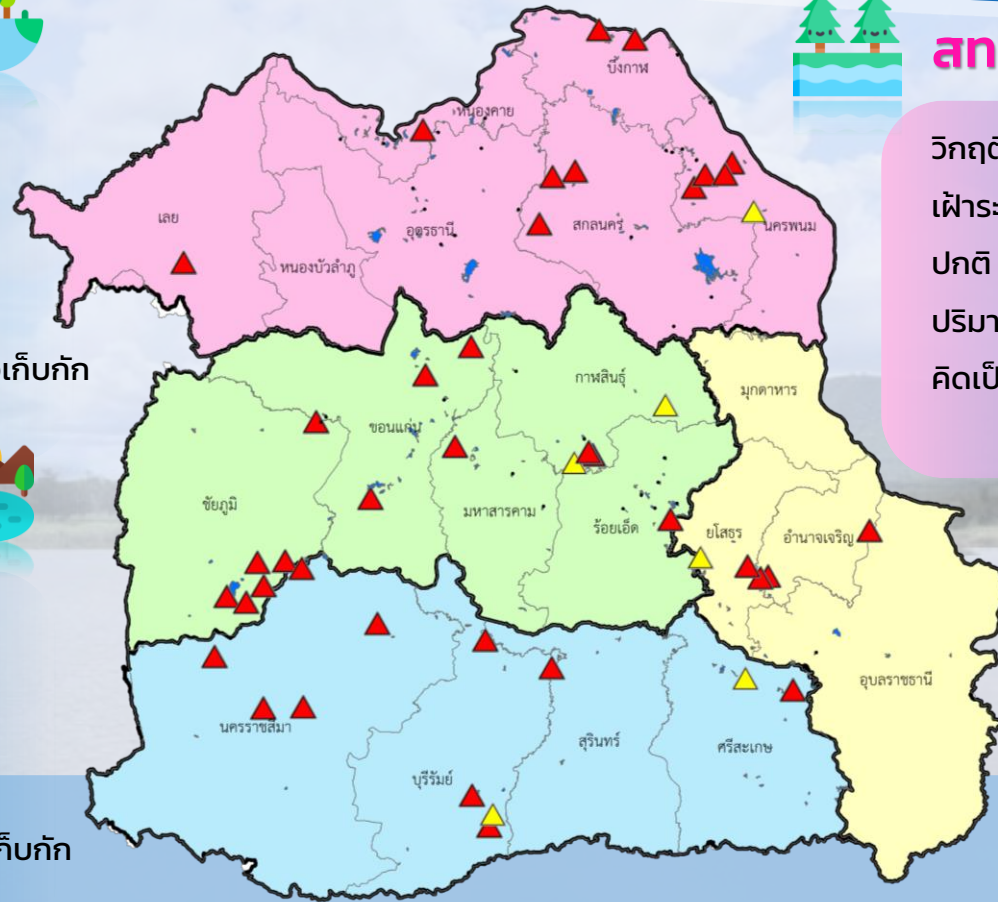 สท
วิกฤต
เฝ้าระ
ปกติ
ปริมา
คิดเป็
เก็บกัก
ก็บกัก
บึงกาฬ
หนองคาย
เลย
อุดรธานี
สกลนคร
นครพนม
หนองบัวลำภู
กาฬสินธุ์
มุกดาหาร
ขอนแก่น
ชัยภูมิ
มหาสารคาม
ร้อยเอ็ด
ยโสธร
อำนาจเจริญ
อุบลราชธานี
นครราชสีมา
บุรีรัมย์
สุรินทร์
ศรีสะเกษ